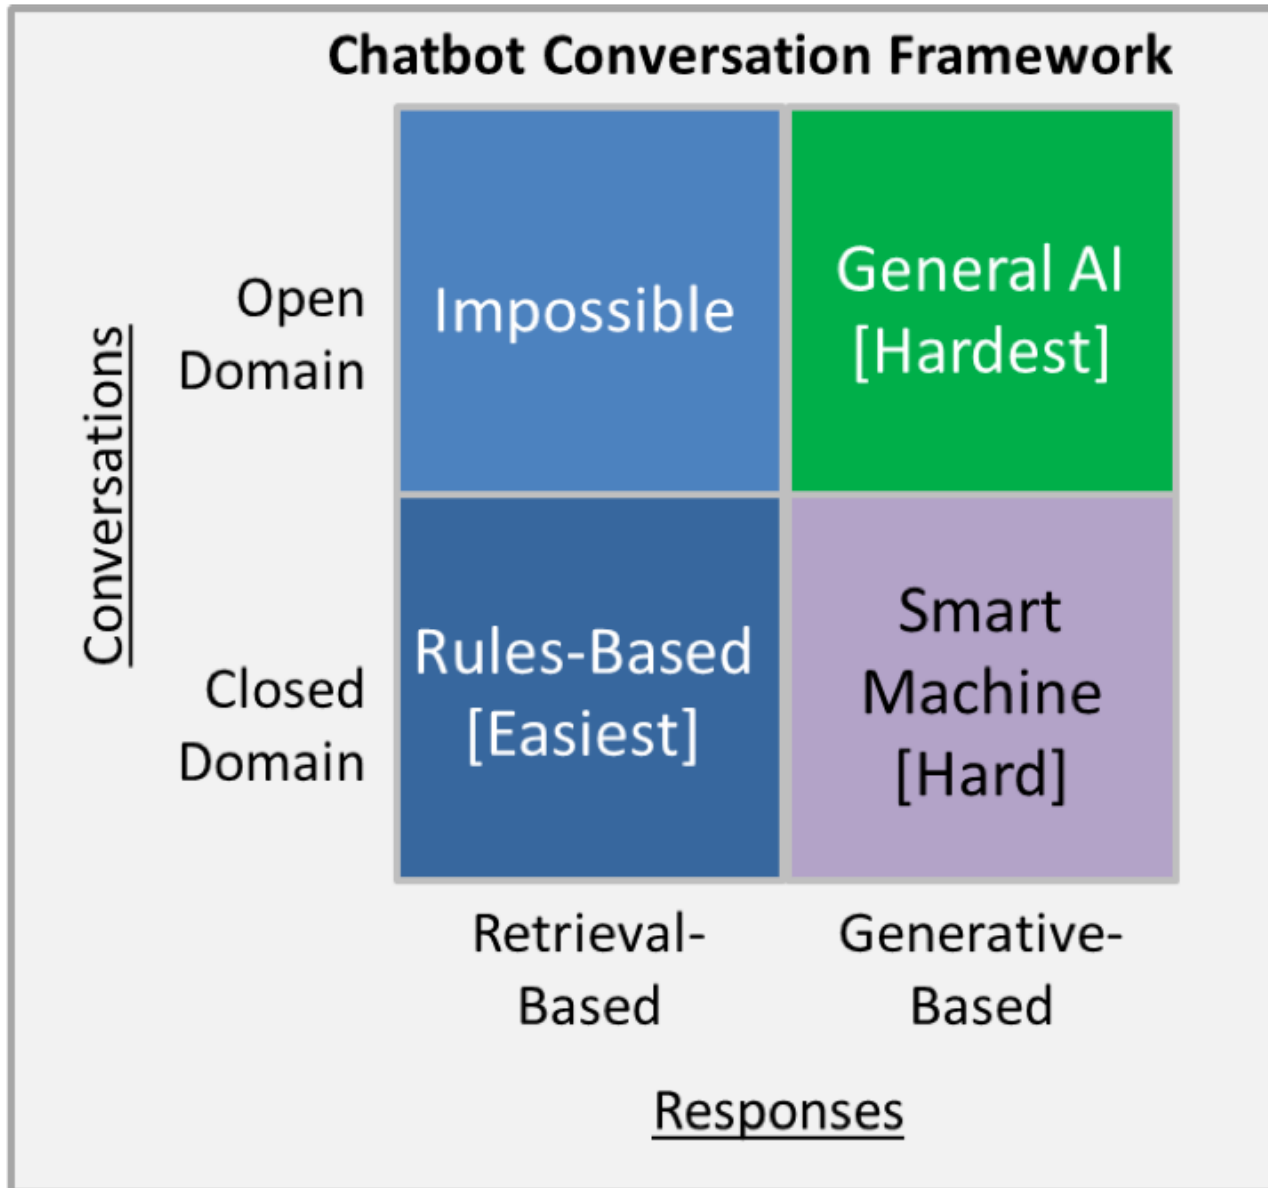 Chatbot Conversation Framework
Conversations
Open
Domain
Impossible
General AI
[Hardest]
Closed
Domain
Rules-Based
[Easiest]
Smart
Machine
[Hard]
Retrieval-
Based
Generative-
Based
Responses